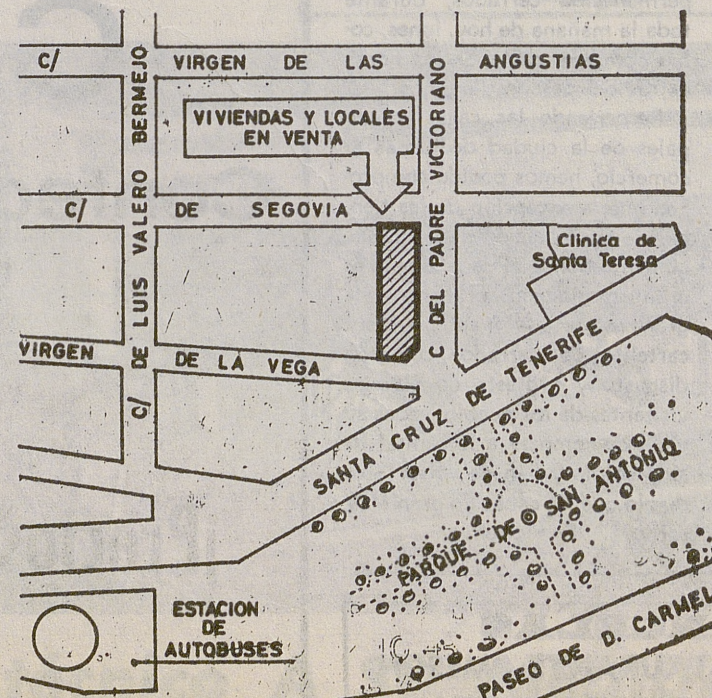 C/ VIRGEN DE LAS ANGUSTIAS
VIVIENDAS Y LOCALES
EN VENTA
C/ DE SEGOVIA
C/ DE LUIS VALERO BERMEJO
C DEL PADRE VICTORIANO
Clinica de
Santa Teresa
VIRGEN DE LA VEGA
SANTA CRUZ DE TENERIFE
PARQUE DE SAN ANTONIO
ESTACION
DE
AUTOBUSES
PASEO DE D. CARMEL